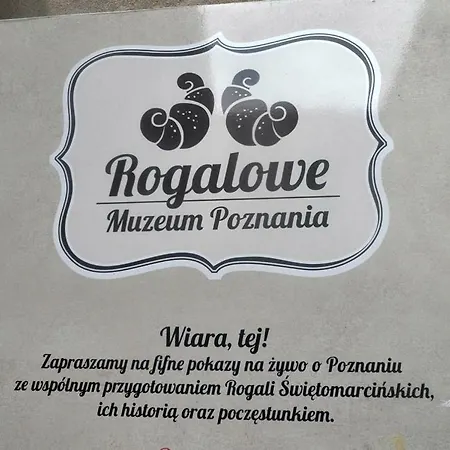 Rogalowe
Muzeum Poznania
Wiara, tej!
Zapraszamy na fifne pokazy na żywo o Poznaniu
ze wspólnym przygotowaniem Rogali Świętomarcińskich,
ich historią oraz poczęstunkiem.